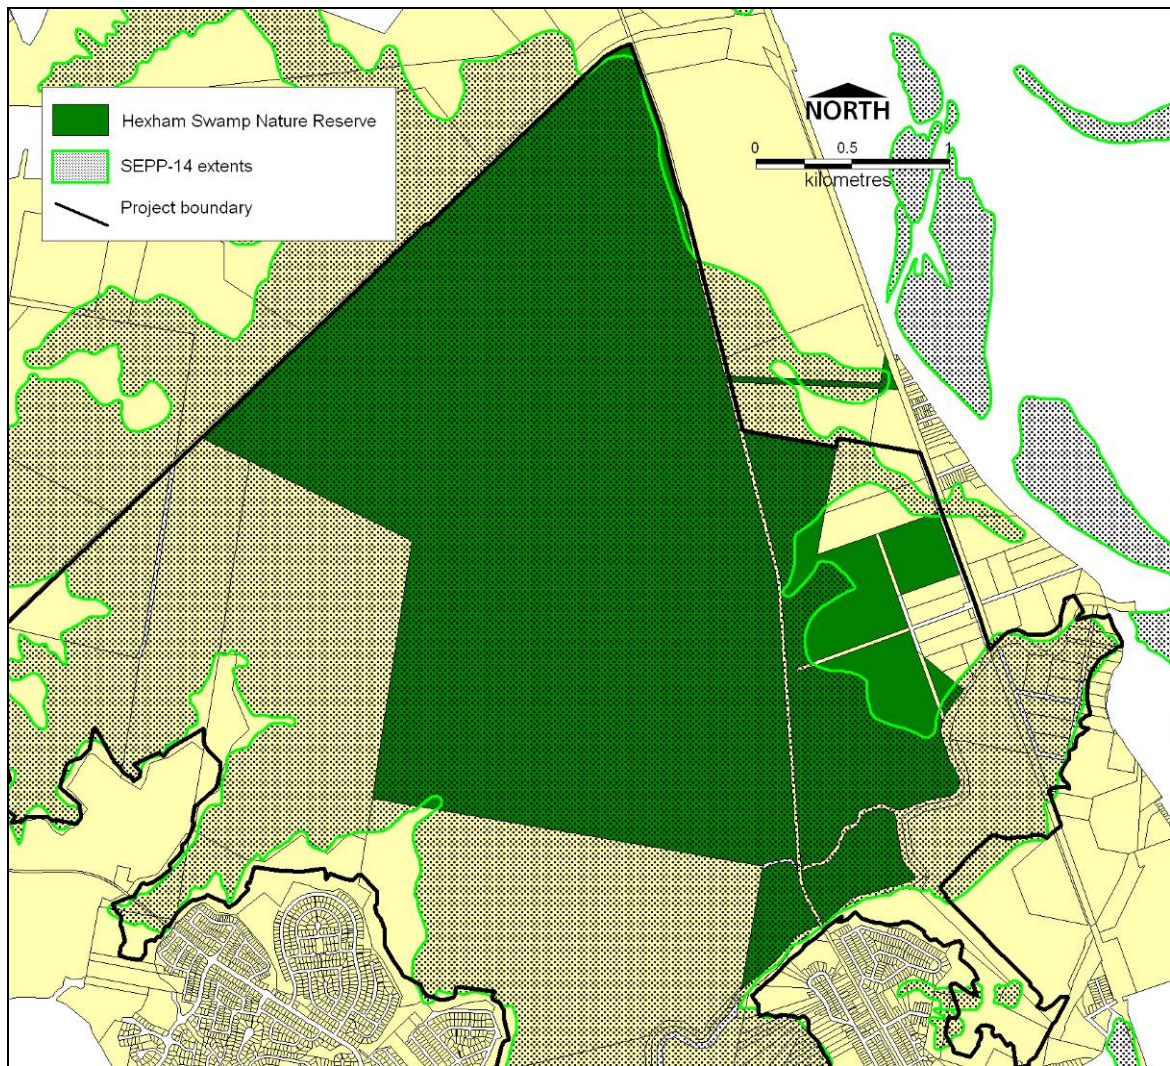 Hexham Swamp Nature Reserve
SEPP-14 extents
Project boundary
NORTH
0 0.5 1
kilometres